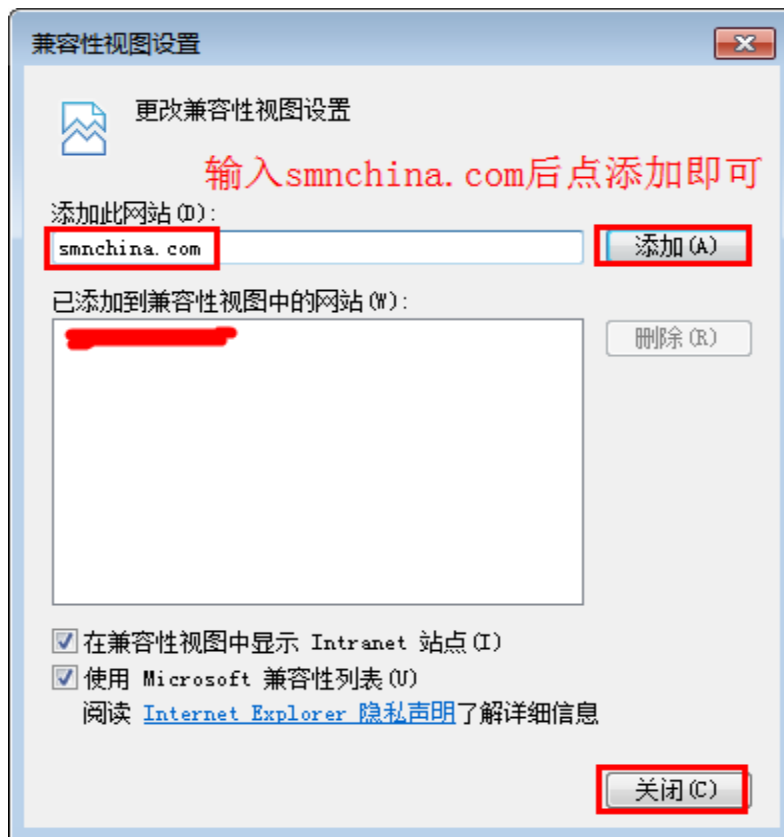 兼容性视图设置
更改兼容性视图设置
输入smnchina.com后点添加即可
添加此网站(D):
smnchina.com
添加(A)
已添加到兼容性视图中的网站(W):
删除(R)
在兼容性视图中显示 Intranet 站点(I)
使用 Microsoft 兼容性列表(U)
阅读 Internet Explorer 隐私声明了解详细信息
关闭(C)